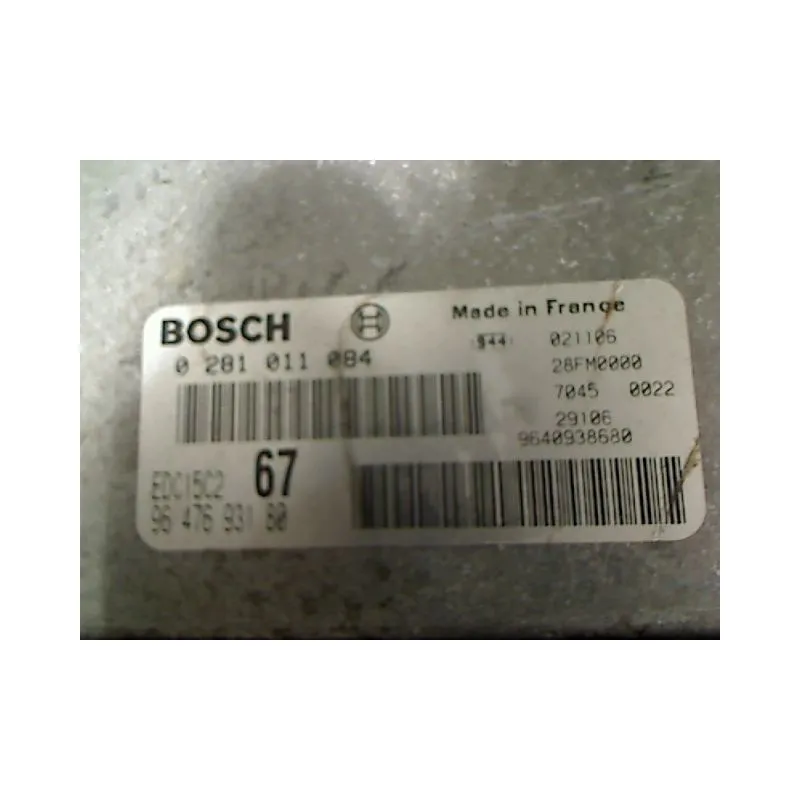 BOSCH
0 281 011 084
EDC15C2 67
96 476 931 80
Made in France
944 021106
28FM0000
7045 0022
29106
9640938680